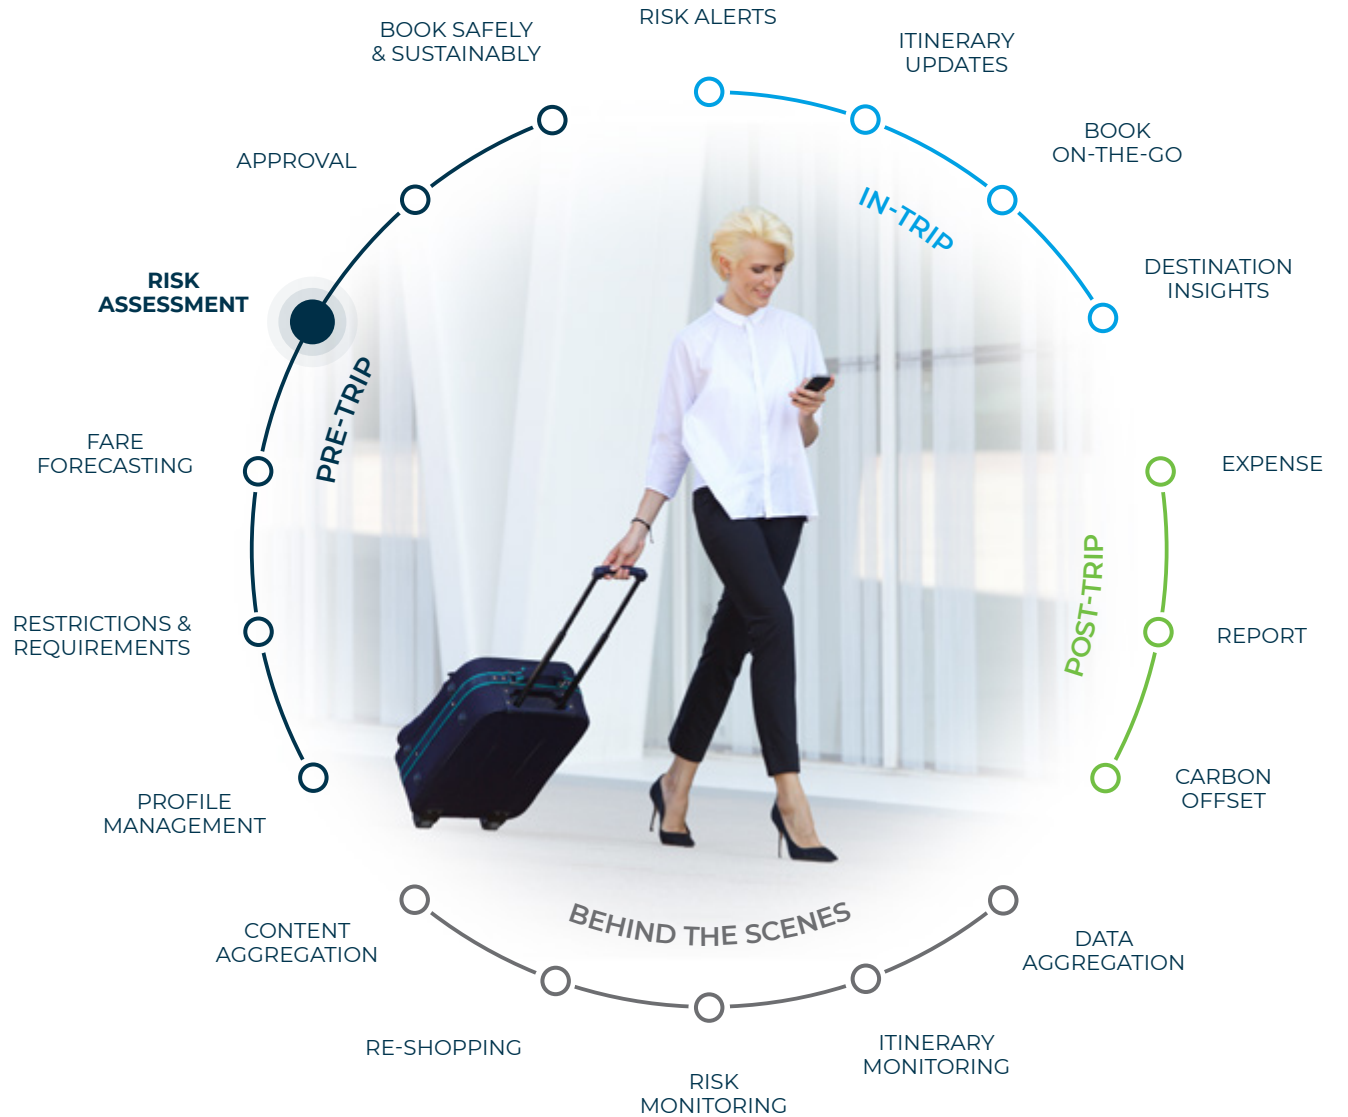 RISK ALERTS
BOOK SAFELY
& SUSTAINABLY
ITINERARY
UPDATES
BOOK
ON-THE-GO
APPROVAL
IN-TRIP
DESTINATION
INSIGHTS
RISK
ASSESSMENT
PRE-TRIP
FARE
FORECASTING
EXPENSE
POST-TRIP
RESTRICTIONS &
REQUIREMENTS
REPORT
PROFILE
MANAGEMENT
CARBON
OFFSET
BEHIND THE SCENES
CONTENT
AGGREGATION
DATA
AGGREGATION
RE-SHOPPING
ITINERARY
MONITORING
RISK
MONITORING